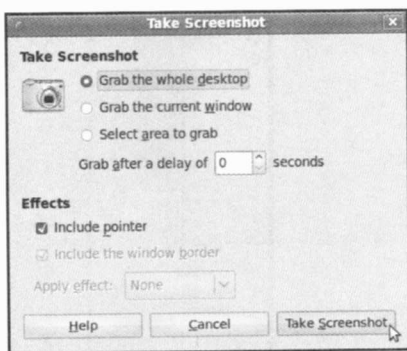 Take Screenshot
Take Screenshot
Grab the whole desktop
Grab the current window
Select area to grab
Grab after a delay of 0 seconds
Effects
Include pointer
Include the window border
Apply effect: None
Help Cancel Take Screenshot